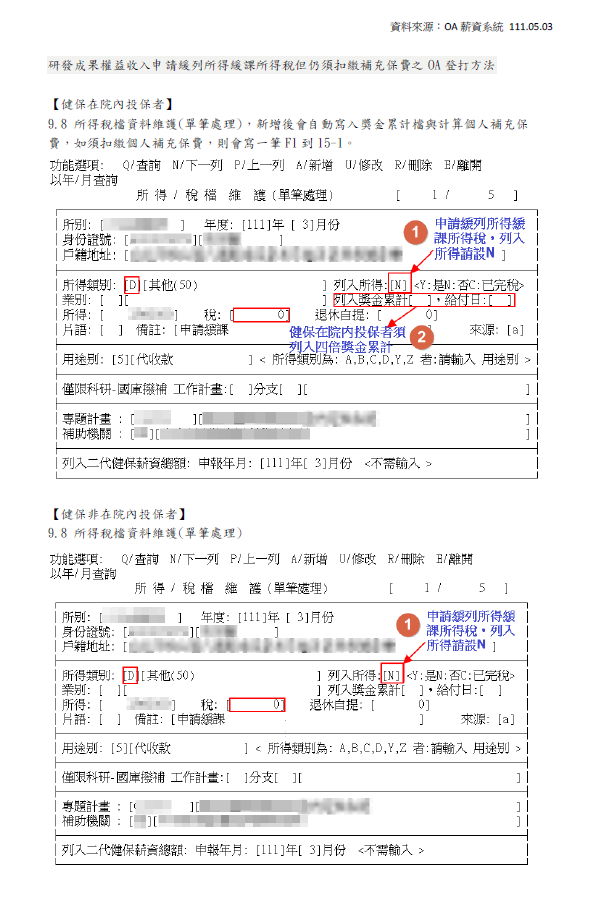 資料來源：OA 薪資系統 111.05.03
研發成果權益收入申請緩列所得緩課所得稅但仍須扣繳補充保費之 OA 登打方法
【健保在院內投保者】
9.8 所得稅檔資料維護(單筆處理)，新增後會自動寫入獎金累計檔與計算個人補充保
費，如須扣繳個人補充保費，則會寫一筆 F1 到 15-1。
功能選項: Q/查詢 N/下一列 P/上一列 A/新增 U/修改 R/刪除 E/離開
以年/月查詢
所 得 / 稅 檔 維 護 (單筆處理) [ 1 / 5 ]
所別: [ ] 年度: [111]年 [ 3]月份
身份證號: [ ][ ]
戶籍地址: [ ]
1 申請緩列所得緩
課所得稅，列入
所得請設N
所得類別: [D][其他(50) ] 列入所得:[N] <Y:是N:否C:已完稅>
業別: [ ][ ] 列入獎金累計[ ]，給付日:[ ]
所得: [ ] 稅: [ 0] 退休自提: [ 0]
片語: [ ] 備註: [申請緩課 ] 來源: [a]
2 健保在院內投保者須
列入四倍獎金累計
用途別: [5][代收款 ] < 所得類別為: A,B,C,D,Y,Z 者:請輸入 用途別 >
僅限科研-國庫撥補 工作計畫:[ ]分支[ ][ ]
專題計畫 : [ ][ ]
補助機關 : [ ][ ]
列入二代健保薪資總額: 申報年月: [111]年[ 3]月份 <不需輸入 >
【健保非在院內投保者】
9.8 所得稅檔資料維護(單筆處理)
功能選項: Q/查詢 N/下一列 P/上一列 A/新增 U/修改 R/刪除 E/離開
以年/月查詢
所 得 / 稅 檔 維 護 (單筆處理) [ 1 / 5 ]
所別: [ ] 年度: [111]年 [ 3]月份
身份證號: [ ][ ]
戶籍地址: [ ]
1 申請緩列所得緩
課所得稅，列入
所得請設N
所得類別: [D][其他(50) ] 列入所得:[N] <Y:是N:否C:已完稅>
業別: [ ][ ] 列入獎金累計[ ]，給付日:[ ]
所得: [ ] 稅: [ 0] 退休自提: [ 0]
片語: [ ] 備註: [申請緩課 ] 來源: [a]
用途別: [5][代收款 ] < 所得類別為: A,B,C,D,Y,Z 者:請輸入 用途別 >
僅限科研-國庫撥補 工作計畫:[ ]分支[ ][ ]
專題計畫 : [ ][ ]
補助機關 : [ ][ ]
列入二代健保薪資總額: 申報年月: [111]年[ 3]月份 <不需輸入 >